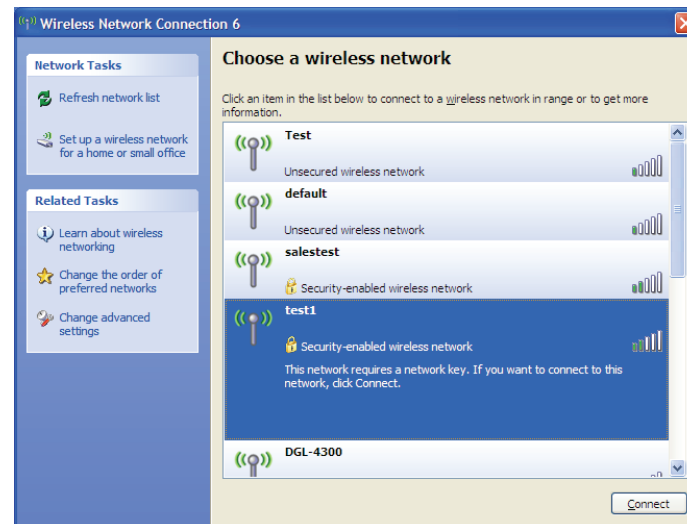 Wireless Network Connection 6
Network Tasks
Refresh network list
Set up a wireless network
for a home or small office
Related Tasks
Learn about wireless
networking
Change the order of
preferred networks
Change advanced
settings
Choose a wireless network
Click an item in the list below to connect to a wireless network in range or to get more
information.
Test
Unsecured wireless network
default
Unsecured wireless network
salestest
Security-enabled wireless network
test1
Security-enabled wireless network
This network requires a network key. If you want to connect to this
network, click Connect.
DGL-4300
Connect